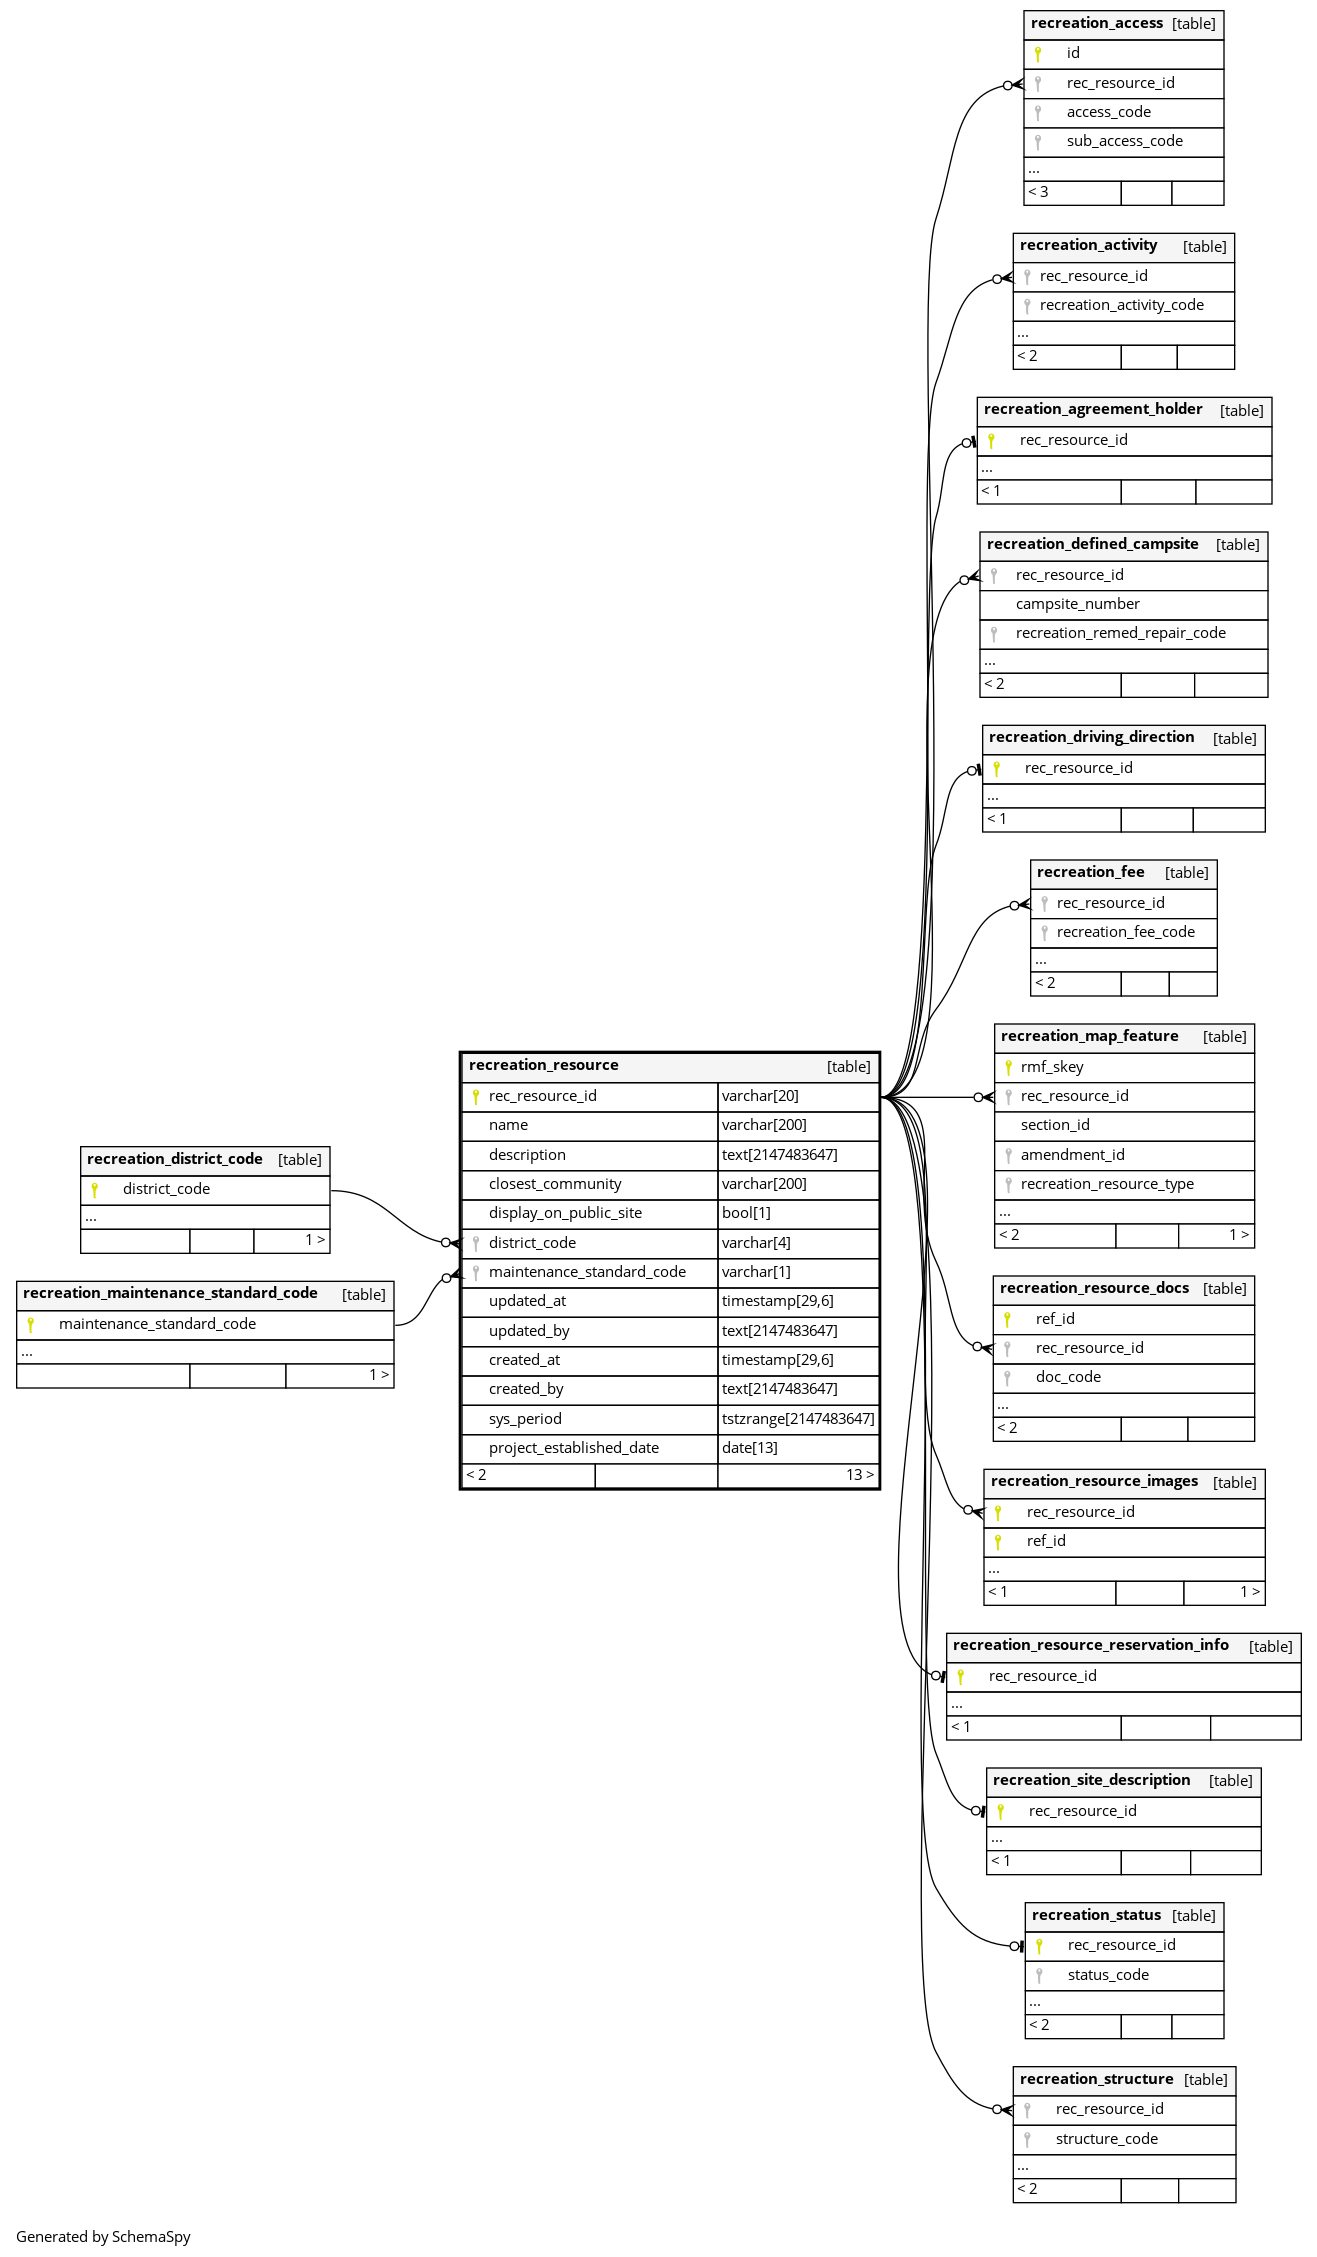 recreation_access [table]
id
rec_resource_id
access_code
sub_access_code
...
< 3
recreation_activity [table]
rec_resource_id
recreation_activity_code
...
< 2
recreation_agreement_holder [table]
rec_resource_id
...
< 1
recreation_defined_campsite [table]
rec_resource_id
campsite_number
recreation_remed_repair_code
...
< 2
recreation_driving_direction [table]
rec_resource_id
...
< 1
recreation_fee [table]
rec_resource_id
recreation_fee_code
...
< 2
recreation_map_feature [table]
rmf_skey
rec_resource_id
section_id
amendment_id
recreation_resource_type
...
< 2 1 >
recreation_resource [table]
rec_resource_id varchar[20]
name varchar[200]
description text[2147483647]
closest_community varchar[200]
display_on_public_site bool[1]
district_code varchar[4]
maintenance_standard_code varchar[1]
updated_at timestamp[29,6]
updated_by text[2147483647]
created_at timestamp[29,6]
created_by text[2147483647]
sys_period tstzrange[2147483647]
project_established_date date[13]
< 2 13 >
recreation_district_code [table]
district_code
...
1 >
recreation_maintenance_standard_code [table]
maintenance_standard_code
...
1 >
recreation_resource_docs [table]
ref_id
rec_resource_id
doc_code
...
< 2
recreation_resource_images [table]
rec_resource_id
ref_id
...
< 1 1 >
recreation_resource_reservation_info [table]
rec_resource_id
...
< 1
recreation_site_description [table]
rec_resource_id
...
< 1
recreation_status [table]
rec_resource_id
status_code
...
< 2
recreation_structure [table]
rec_resource_id
structure_code
...
< 2
Generated by SchemaSpy